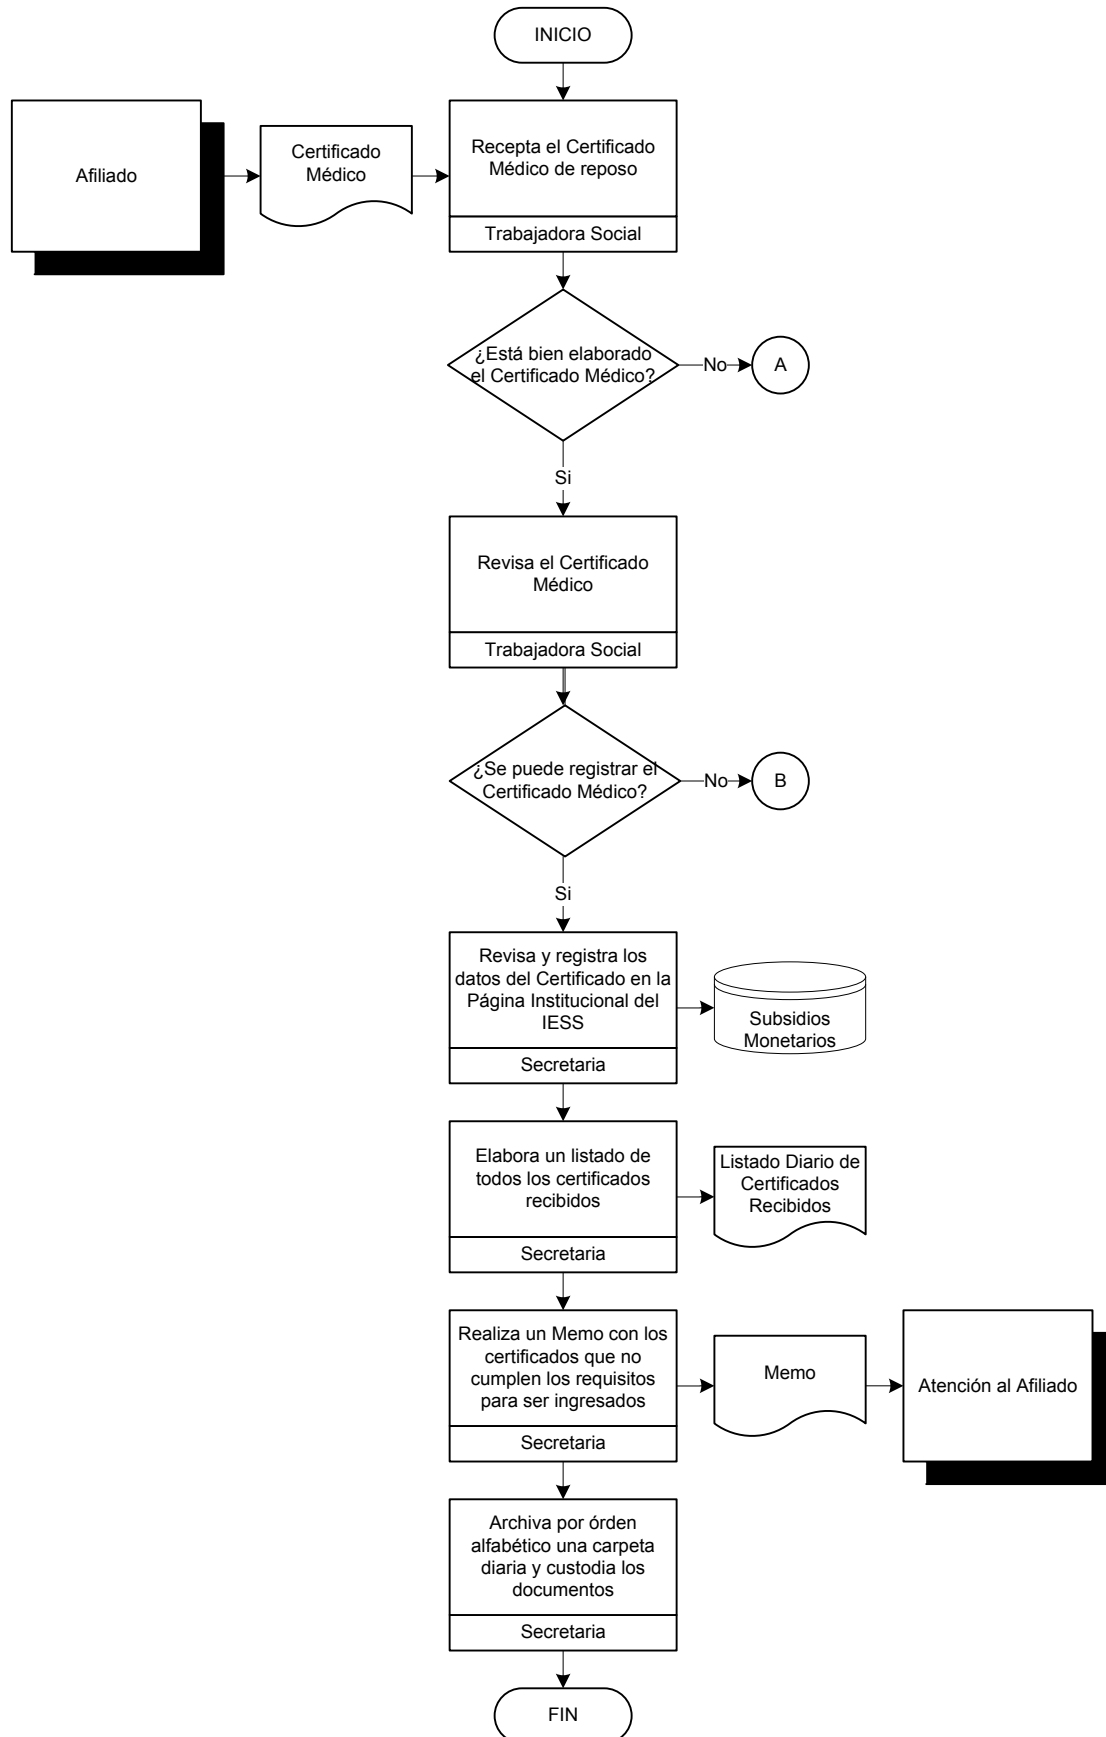 INICIO
Afiliado
Certificado
Médico
Recepta el Certificado
Médico de reposo
Trabajadora Social
¿Está bien elaborado
el Certificado Médico?
No
A
Si
Revisa el Certificado
Médico
Trabajadora Social
¿Se puede registrar el
Certificado Médico?
No
B
Si
Revisa y registra los
datos del Certificado en la
Página Institucional del
IESS
Secretaria
Subsidios
Monetarios
Elabora un listado de
todos los certificados
recibidos
Secretaria
Listado Diario de
Certificados
Recibidos
Realiza un Memo con los
certificados que no
cumplen los requisitos
para ser ingresados
Secretaria
Memo
Atención al Afiliado
Archiva por órden
alfabético una carpeta
diaria y custodia los
documentos
Secretaria
FIN